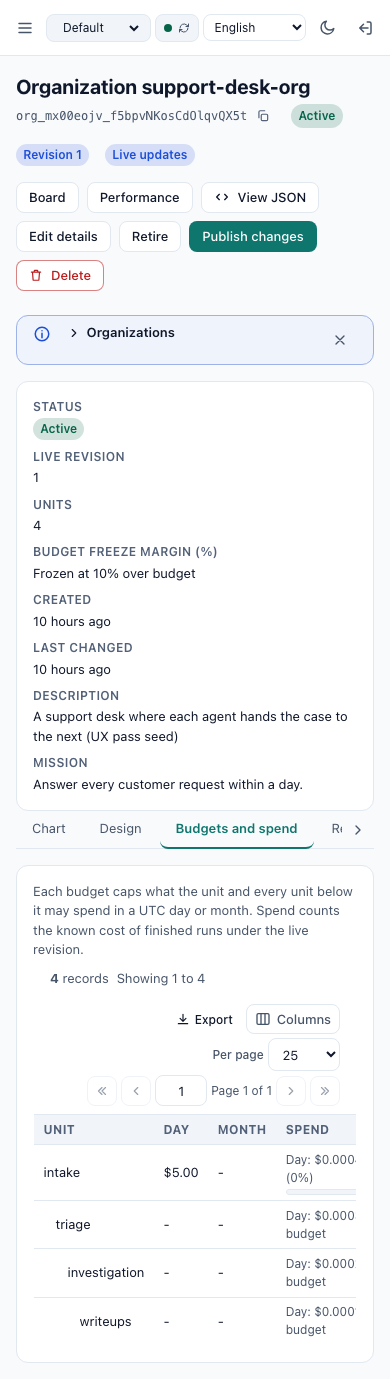 Default
English
Organization support-desk-org
org_mx00eojv_f5bpvNKosCdOlqvQX5t
Active
Revision 1
Live updates
Board
Performance
View JSON
Edit details
Retire
Publish changes
Delete
Organizations
STATUS
Active
LIVE REVISION
1
UNITS
4
BUDGET FREEZE MARGIN (%)
Frozen at 10% over budget
CREATED
10 hours ago
LAST CHANGED
10 hours ago
DESCRIPTION
A support desk where each agent hands the case to
the next (UX pass seed)
MISSION
Answer every customer request within a day.
Chart
Design
Budgets and spend
Each budget caps what the unit and every unit below
it may spend in a UTC day or month. Spend counts
the known cost of finished runs under the live
revision.
4 records Showing 1 to 4
Export
Columns
Per page 25
1 Page 1 of 1
UNIT DAY MONTH SPEND
intake $5.00 - Day:
(0%)
triage - - Day:
budget
investigation - - Day:
budget
writeups - - Day:
budget